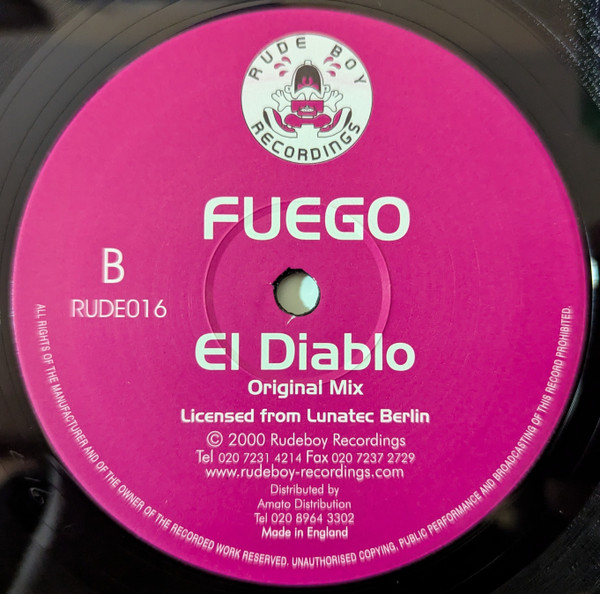 RUDE BOY
RECORDINGS
FUEGO
B
RUDE016
El Diablo
Original Mix
Licensed from Lunatec Berlin
© 2000 Rudeboy Recordings
Tel 020 7231 4214 Fax 020 7237 2729
www.rudeboy-recordings.com
Distributed by
Amato Distribution
Tel 020 8964 3302
Made in England
ALL RIGHTS OF THE MANUFACTURER AND OF THE OWNER OF THE RECORDED WORK RESERVED. UNAUTHORISED COPYING, PUBLIC PERFORMANCE AND BROADCASTING OF THIS RECORD PROHIBITED.